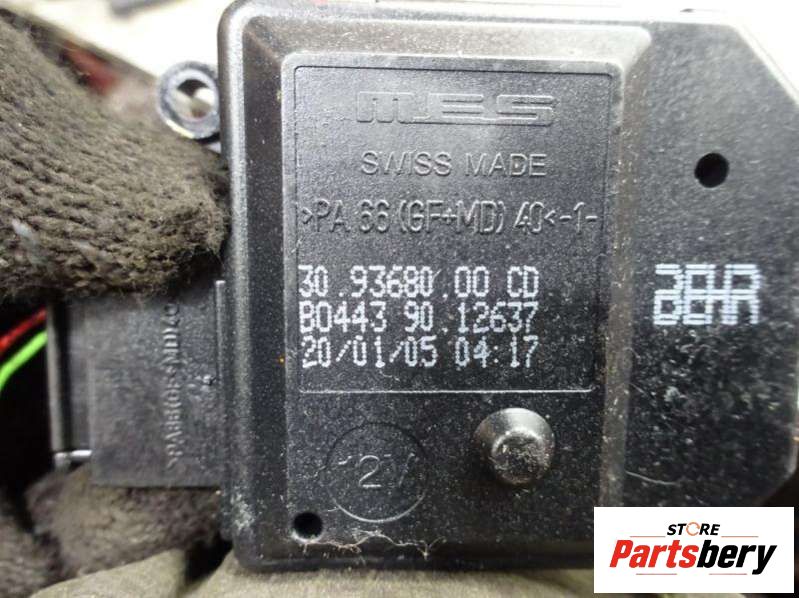 MES
SWISS MADE
>PA 66 (GF+MD) 40<-1-
30.93680.00 CD
B0443 90.12637
20/01/05 04:17
BEHR
12V
STORE
Partsbery